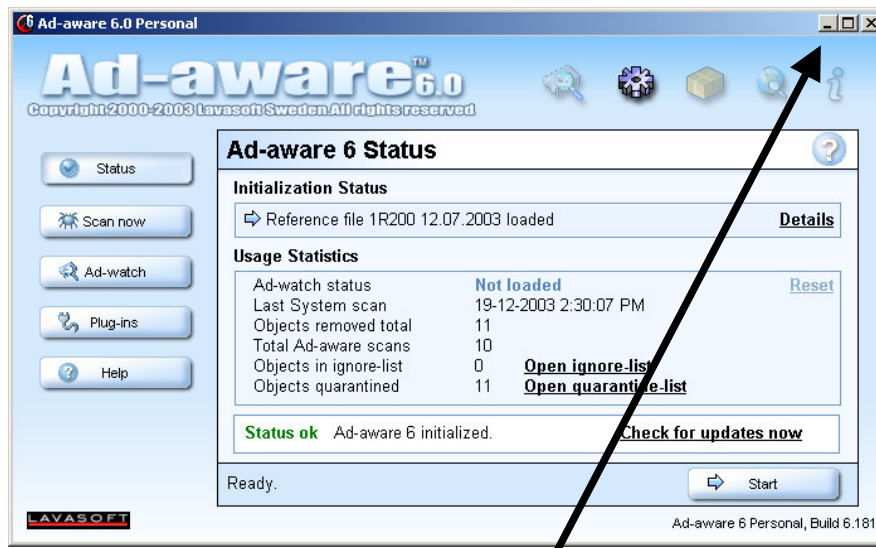 Ad-aware 6.0 Personal
Ad-aware 6.0
TM
Copyright 2000-2003 Lavasoft Sweden All rights reserved
Status
Scan now
Ad-watch
Plug-ins
Help
Ad-aware 6 Status
Initialization Status
Reference file 1R200 12.07.2003 loaded Details
Usage Statistics
Ad-watch status Not loaded Reset
Last System scan 19-12-2003 2:30:07 PM
Objects removed total 11
Total Ad-aware scans 10
Objects in ignore-list 0 Open ignore-list
Objects quarantined 11 Open quarantine-list
Status ok Ad-aware 6 initialized. Check for updates now
Ready. Start
LAVASOFT
Ad-aware 6 Personal, Build 6.181